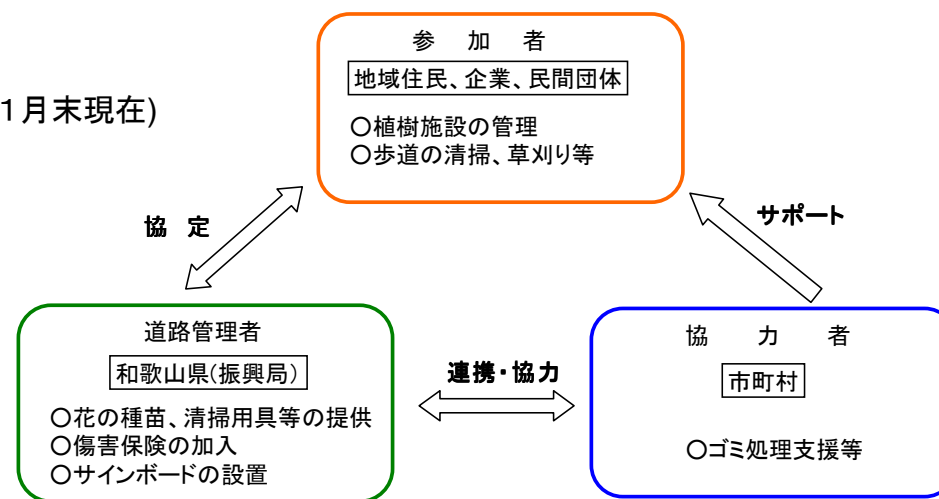 参　加　者
地域住民、企業、民間団体
1月末現在)
○植樹施設の管理
○歩道の清掃、草刈り等
協　定
サポート
道路管理者
和歌山県(振興局)
○花の種苗、清掃用具等の提供
○傷害保険の加入
○サインボードの設置
連携・協力
協　力　者
市町村
○ゴミ処理支援等